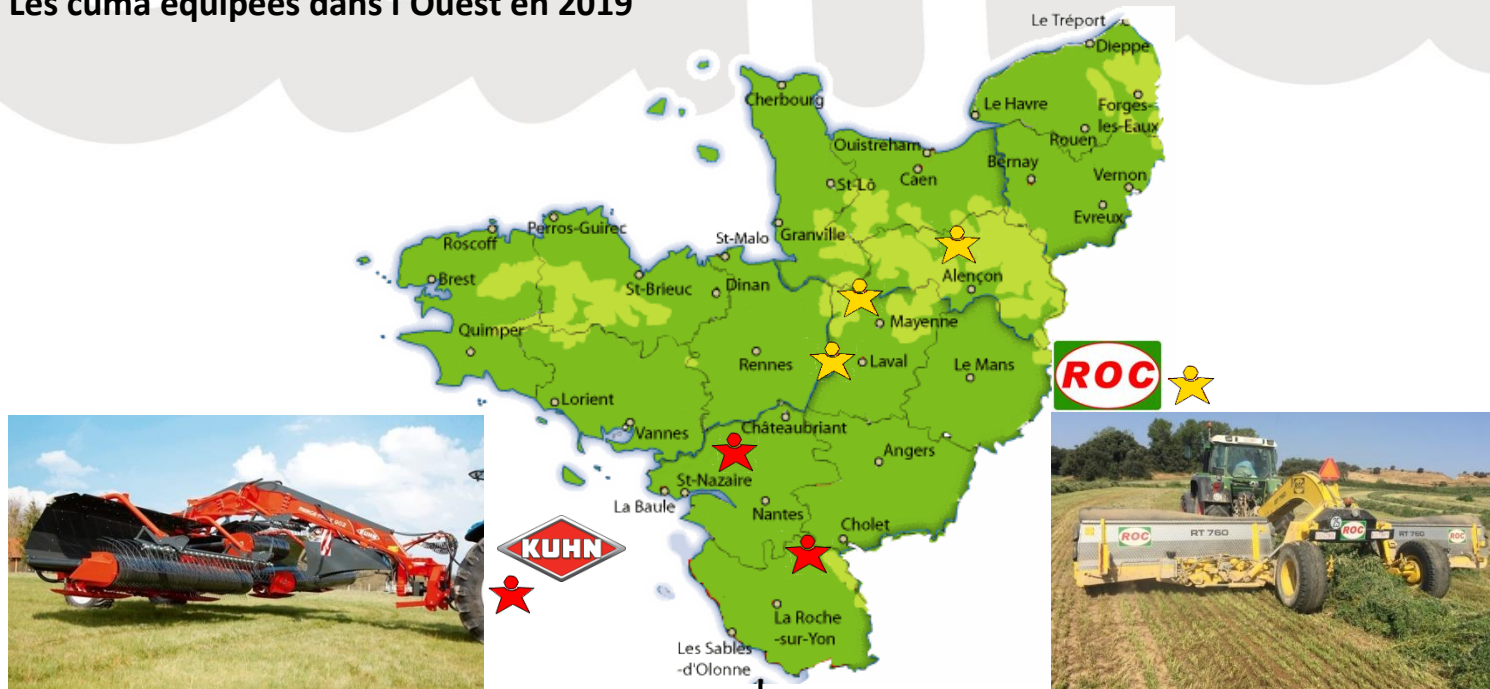 Les cuma équipées dans l'Ouest en 2019
Le Tréport
Dieppe
Cherbourg
Le Havre
Forges-
les-Eaux
Rouen
Ouistreham
Bernay
Caen
St-Lô
Vernon
Evreux
Perros-Guirec
Granville
St-Malo
Roscoff
Alençon
Brest
St-Brieuc
Dinan
Mayenne
Quimper
Rennes
Laval
Le Mans
ROC
Lorient
Vannes
Châteaubriant
Angers
St-Nazaire
La Baule
Nantes
Cholet
KUHN
ROC
RT 760
ROC
RT 760
ROC
La Roche
-sur-Yon
Les Sables
-d'Olonne